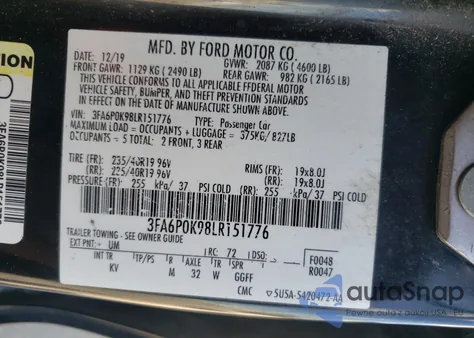 MFD. BY FORD MOTOR CO.
12/19
GVWR: 2087 KG (4600 LB)
FRONT GAWR: 1129 KG (2490 LB)
REAR GAWR: 982 KG (2165 LB)
THIS VEHICLE CONFORMS TO ALL APPLICABLE FEDERAL MOTOR
VEHICLE SAFETY, BUMPER, AND THEFT PREVENTION STANDARDS
IN EFFECT ON THE DATE OF MANUFACTURE SHOWN ABOVE.
VIN: 3FA6P0K98LR151776
TYPE: Passenger Car
MAXIMUM LOAD = OCCUPANTS + LUGGAGE = 375KG/827LB
OCCUPANTS = 5 TOTAL: 2 FRONT, 3 REAR
TIRE (FR): 235/40R19 96V
RIMS (FR): 19x8.0J
(RR): 225/40R19 96V
(RR): 19x8.0J
PRESSURE(FR): 255 kPa/ 37 PSI COLD
(RR): 255 kPa/ 37 PSI COLD
3FA6P0K98LR151776
TRAILER TOWING - SEE OWNER GUIDE
EXT PNT: UM
RC: 72
DSO:
F0048
R0047
INT TR
TP/PS
R
AXLE
TR
SPR
KV
M
32
W
GGFF
CMC
autoSnap